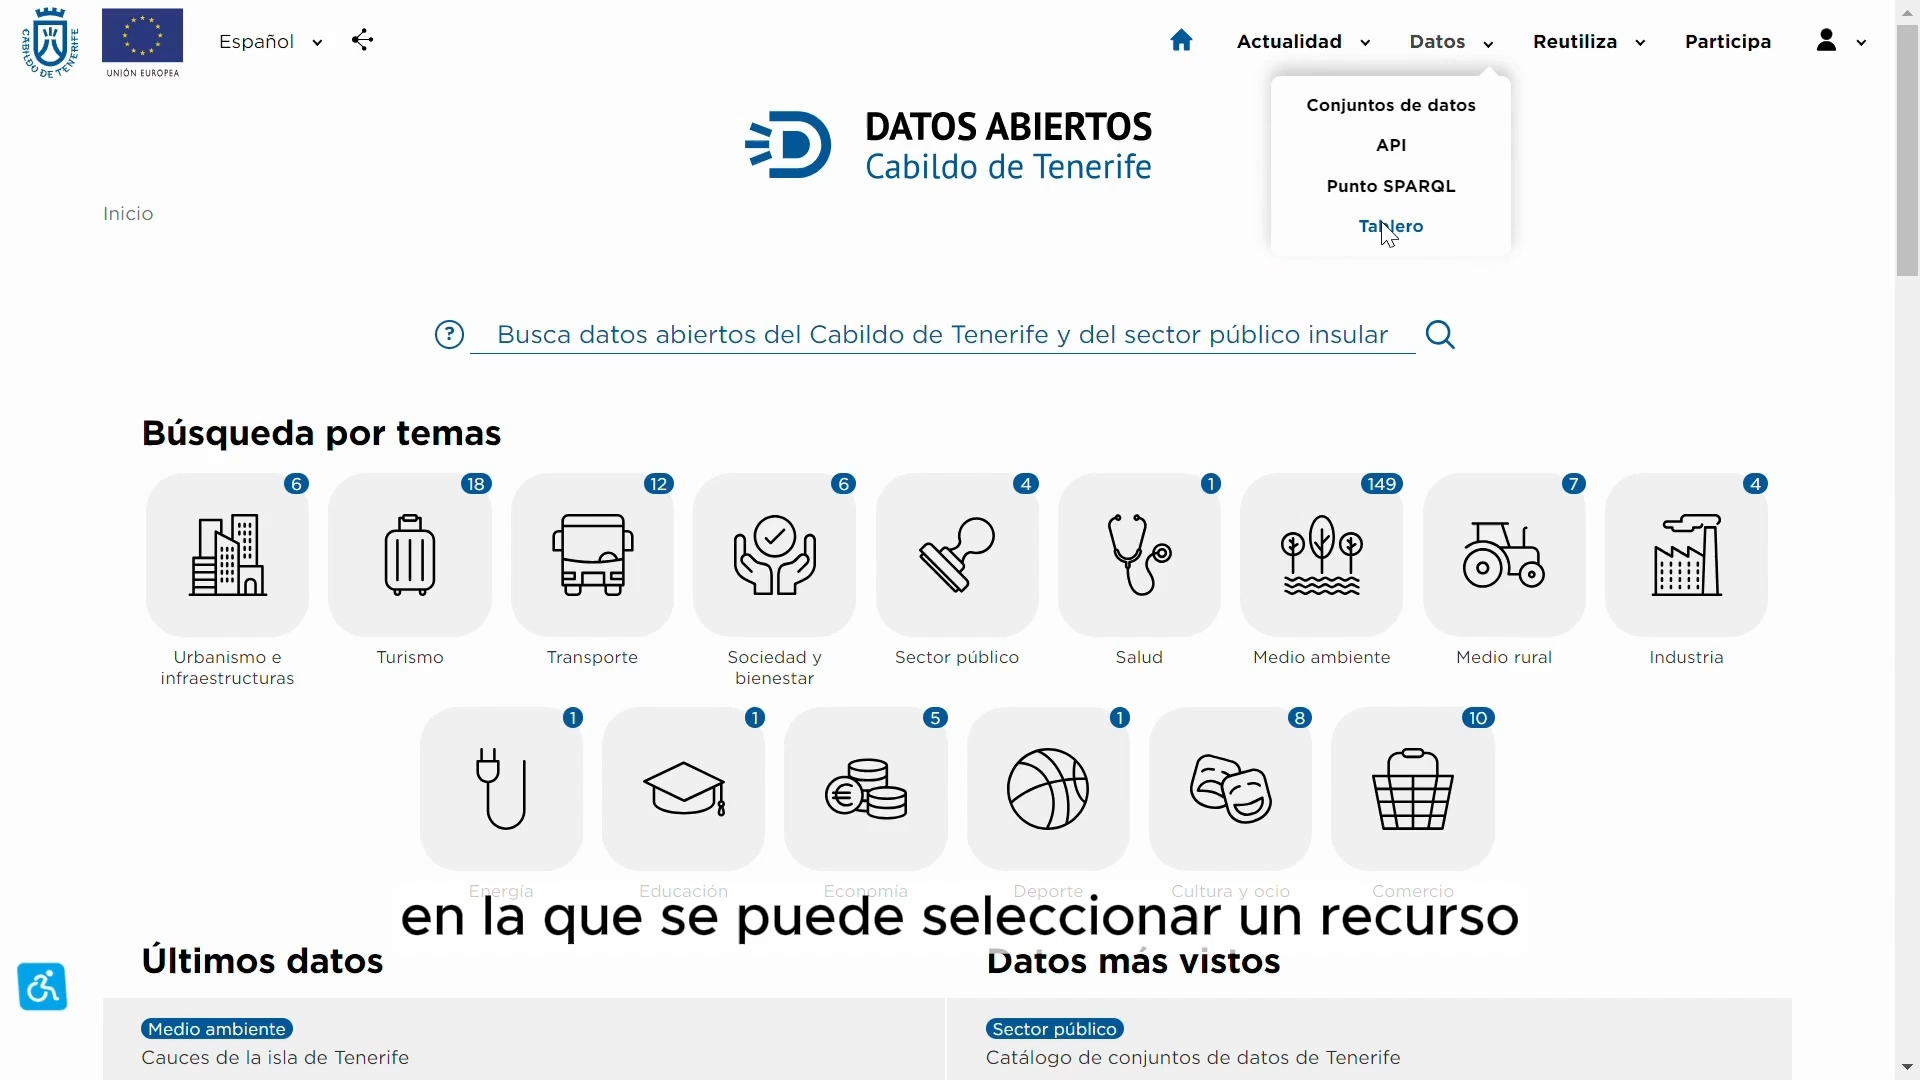 CABILDO DE TENERIFE
UNIÓN EUROPEA
Español
Actualidad
Datos
Reutiliza
Participa
Conjuntos de datos
API
Punto SPARQL
Tablero
DATOS ABIERTOS
Cabildo de Tenerife
Inicio
?
Busca datos abiertos del Cabildo de Tenerife y del sector público insular
Búsqueda por temas
6
18
12
6
4
1
149
7
4
Urbanismo e
infraestructuras
Turismo
Transporte
Sociedad y
bienestar
Sector público
Salud
Medio ambiente
Medio rural
Industria
1
1
5
1
8
10
€
Energía
Educación
Economía
Deporte
Cultura y ocio
Comercio
en la que se puede seleccionar un recurso
Últimos datos
Datos más vistos
Medio ambiente
Cauces de la isla de Tenerife
Sector público
Catálogo de conjuntos de datos de Tenerife